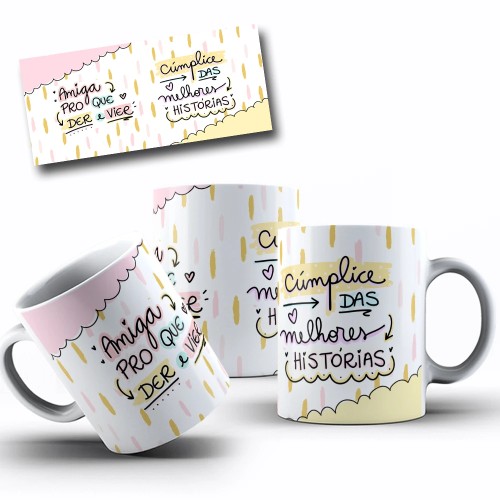 Amiga
PRO QUE
DER e VIER
Cúmplice
DAS
melhores
HISTÓRIAS
Amiga
PRO QUE
DER e VIER
Cúmplice
DAS
melhores
HISTÓRIAS